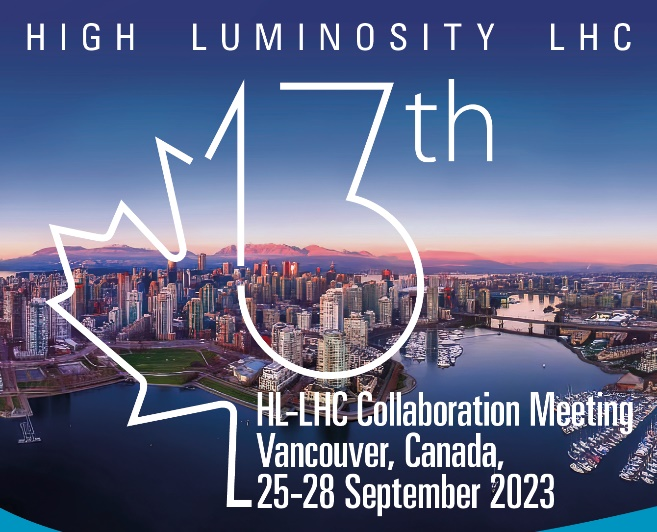 HIGH LUMINOSITY LHC
13th
HL-LHC Collaboration Meeting
Vancouver, Canada,
25-28 September 2023